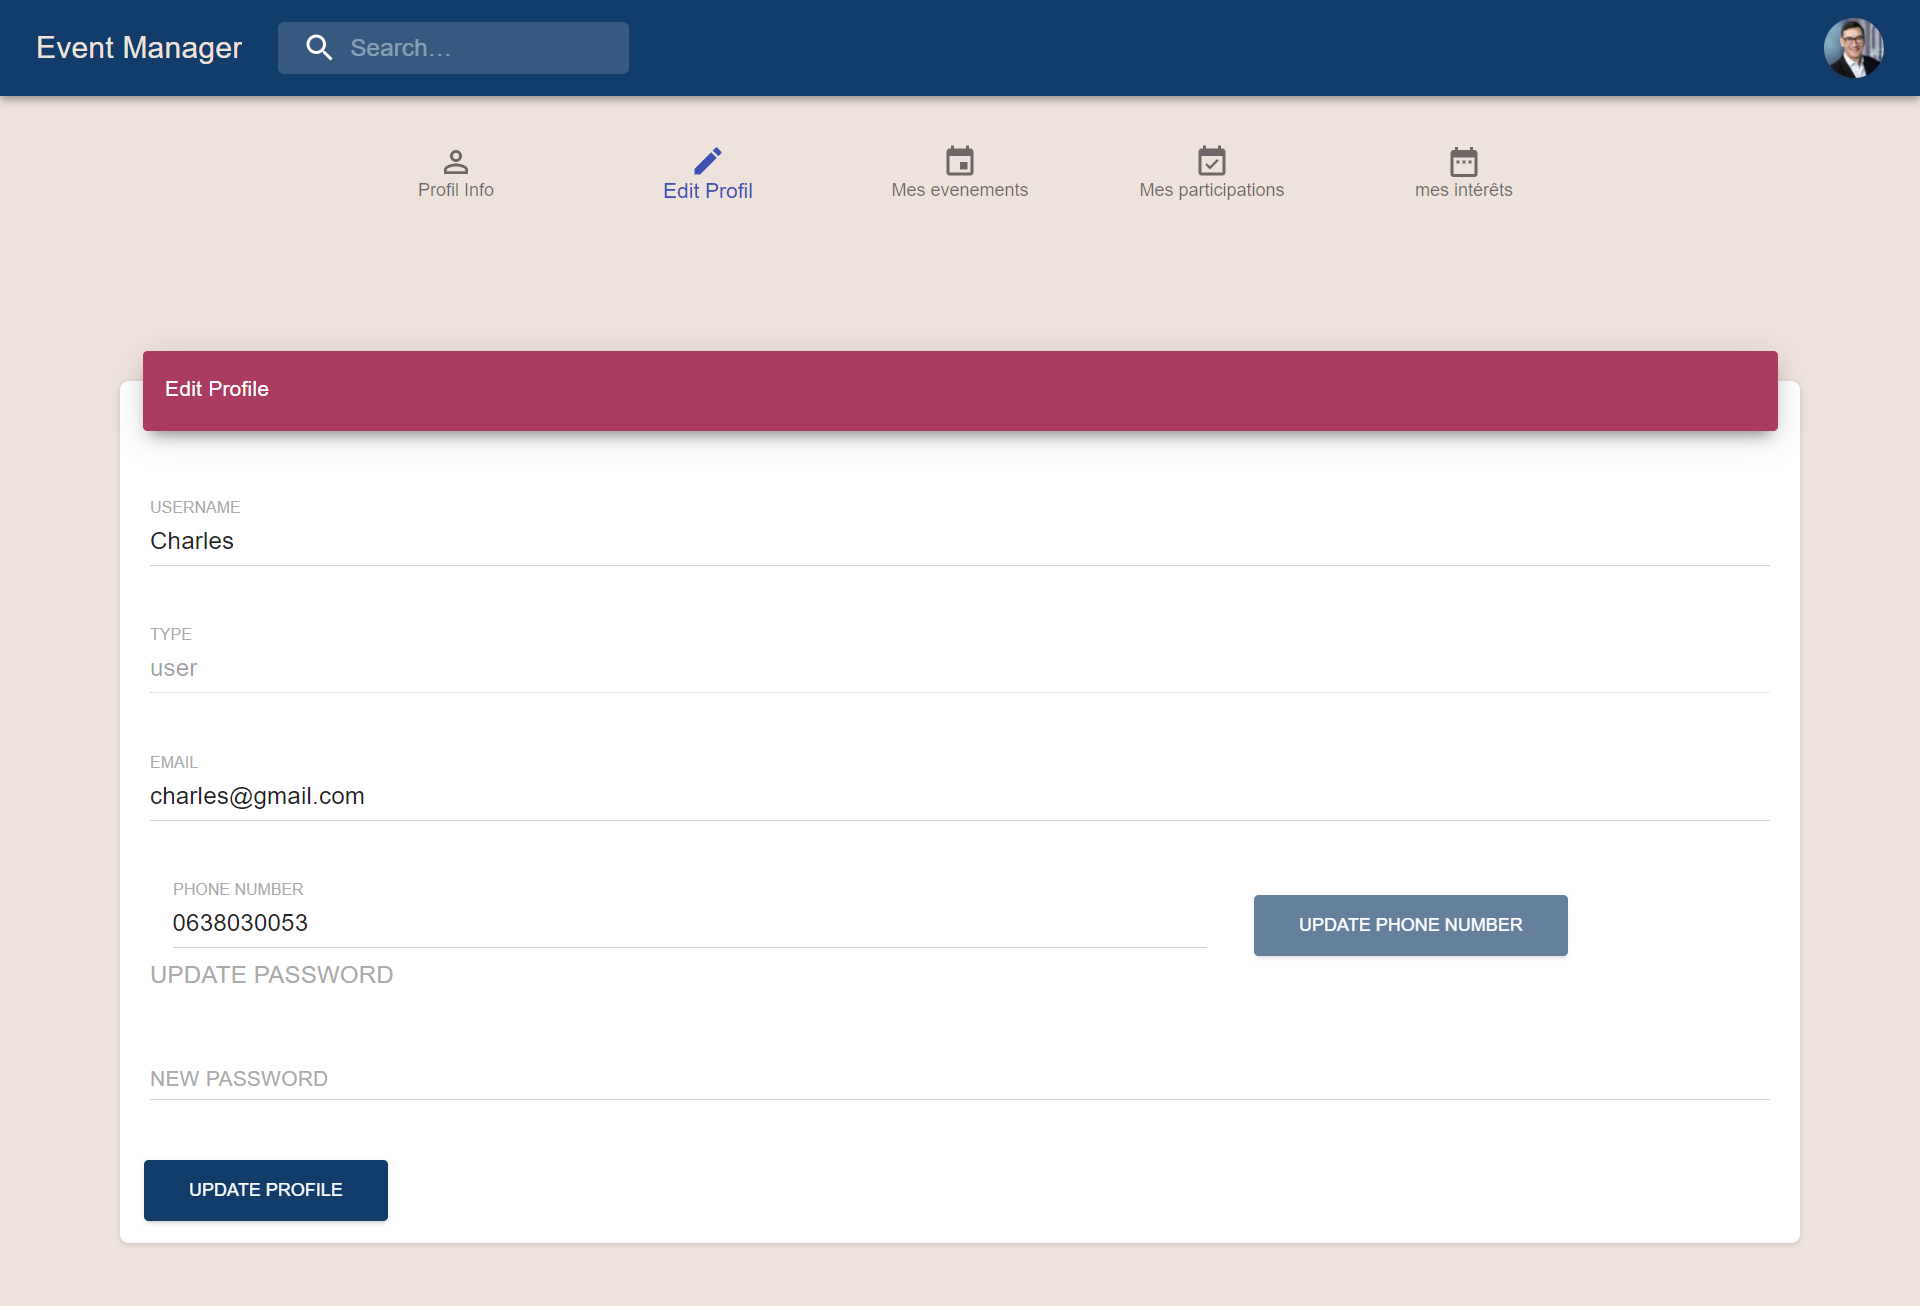 Event Manager
Search...
Profil Info
Edit Profil
Mes evenements
Mes participations
mes intérêts
Edit Profile
USERNAME
Charles
TYPE
user
EMAIL
charles@gmail.com
PHONE NUMBER
0638030053
UPDATE PHONE NUMBER
UPDATE PASSWORD
NEW PASSWORD
UPDATE PROFILE